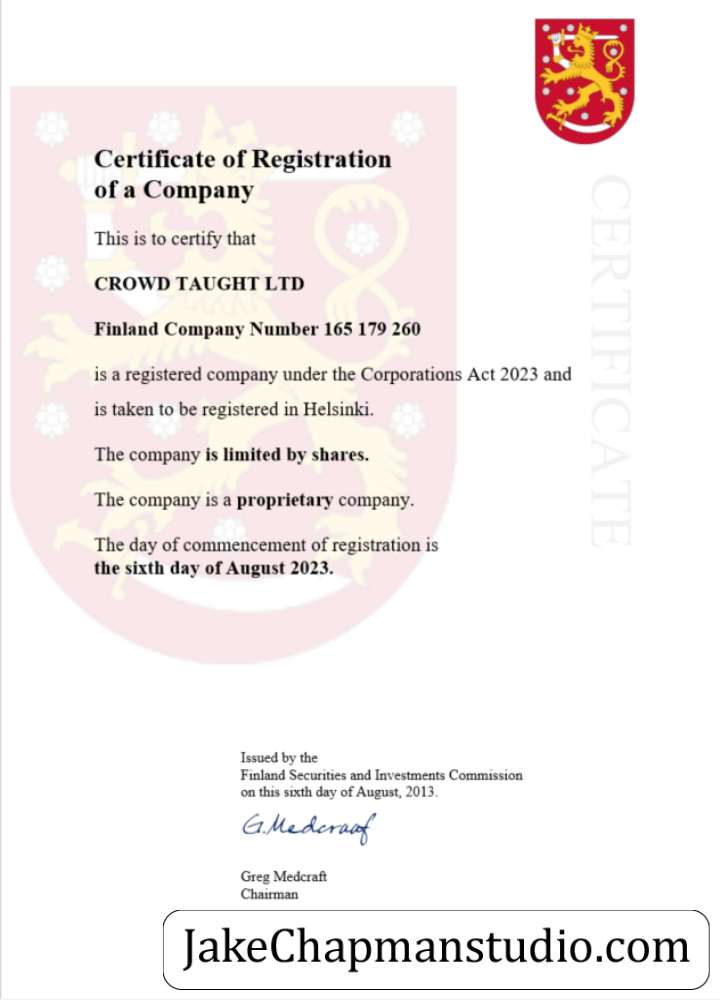 Certificate of Registration
of a Company
This is to certify that
CROWD TAUGHT LTD
Finland Company Number 165 179 260
is a registered company under the Corporations Act 2023 and
is taken to be registered in Helsinki.
The company is limited by shares.
The company is a proprietary company.
The day of commencement of registration is
the sixth day of August 2023.
CERTIFICATE
Issued by the
Finland Securities and Investments Commission
on this sixth day of August, 2013.
G.Medcraf
Greg Medcraft
Chairman
JakeChapmanstudio.com